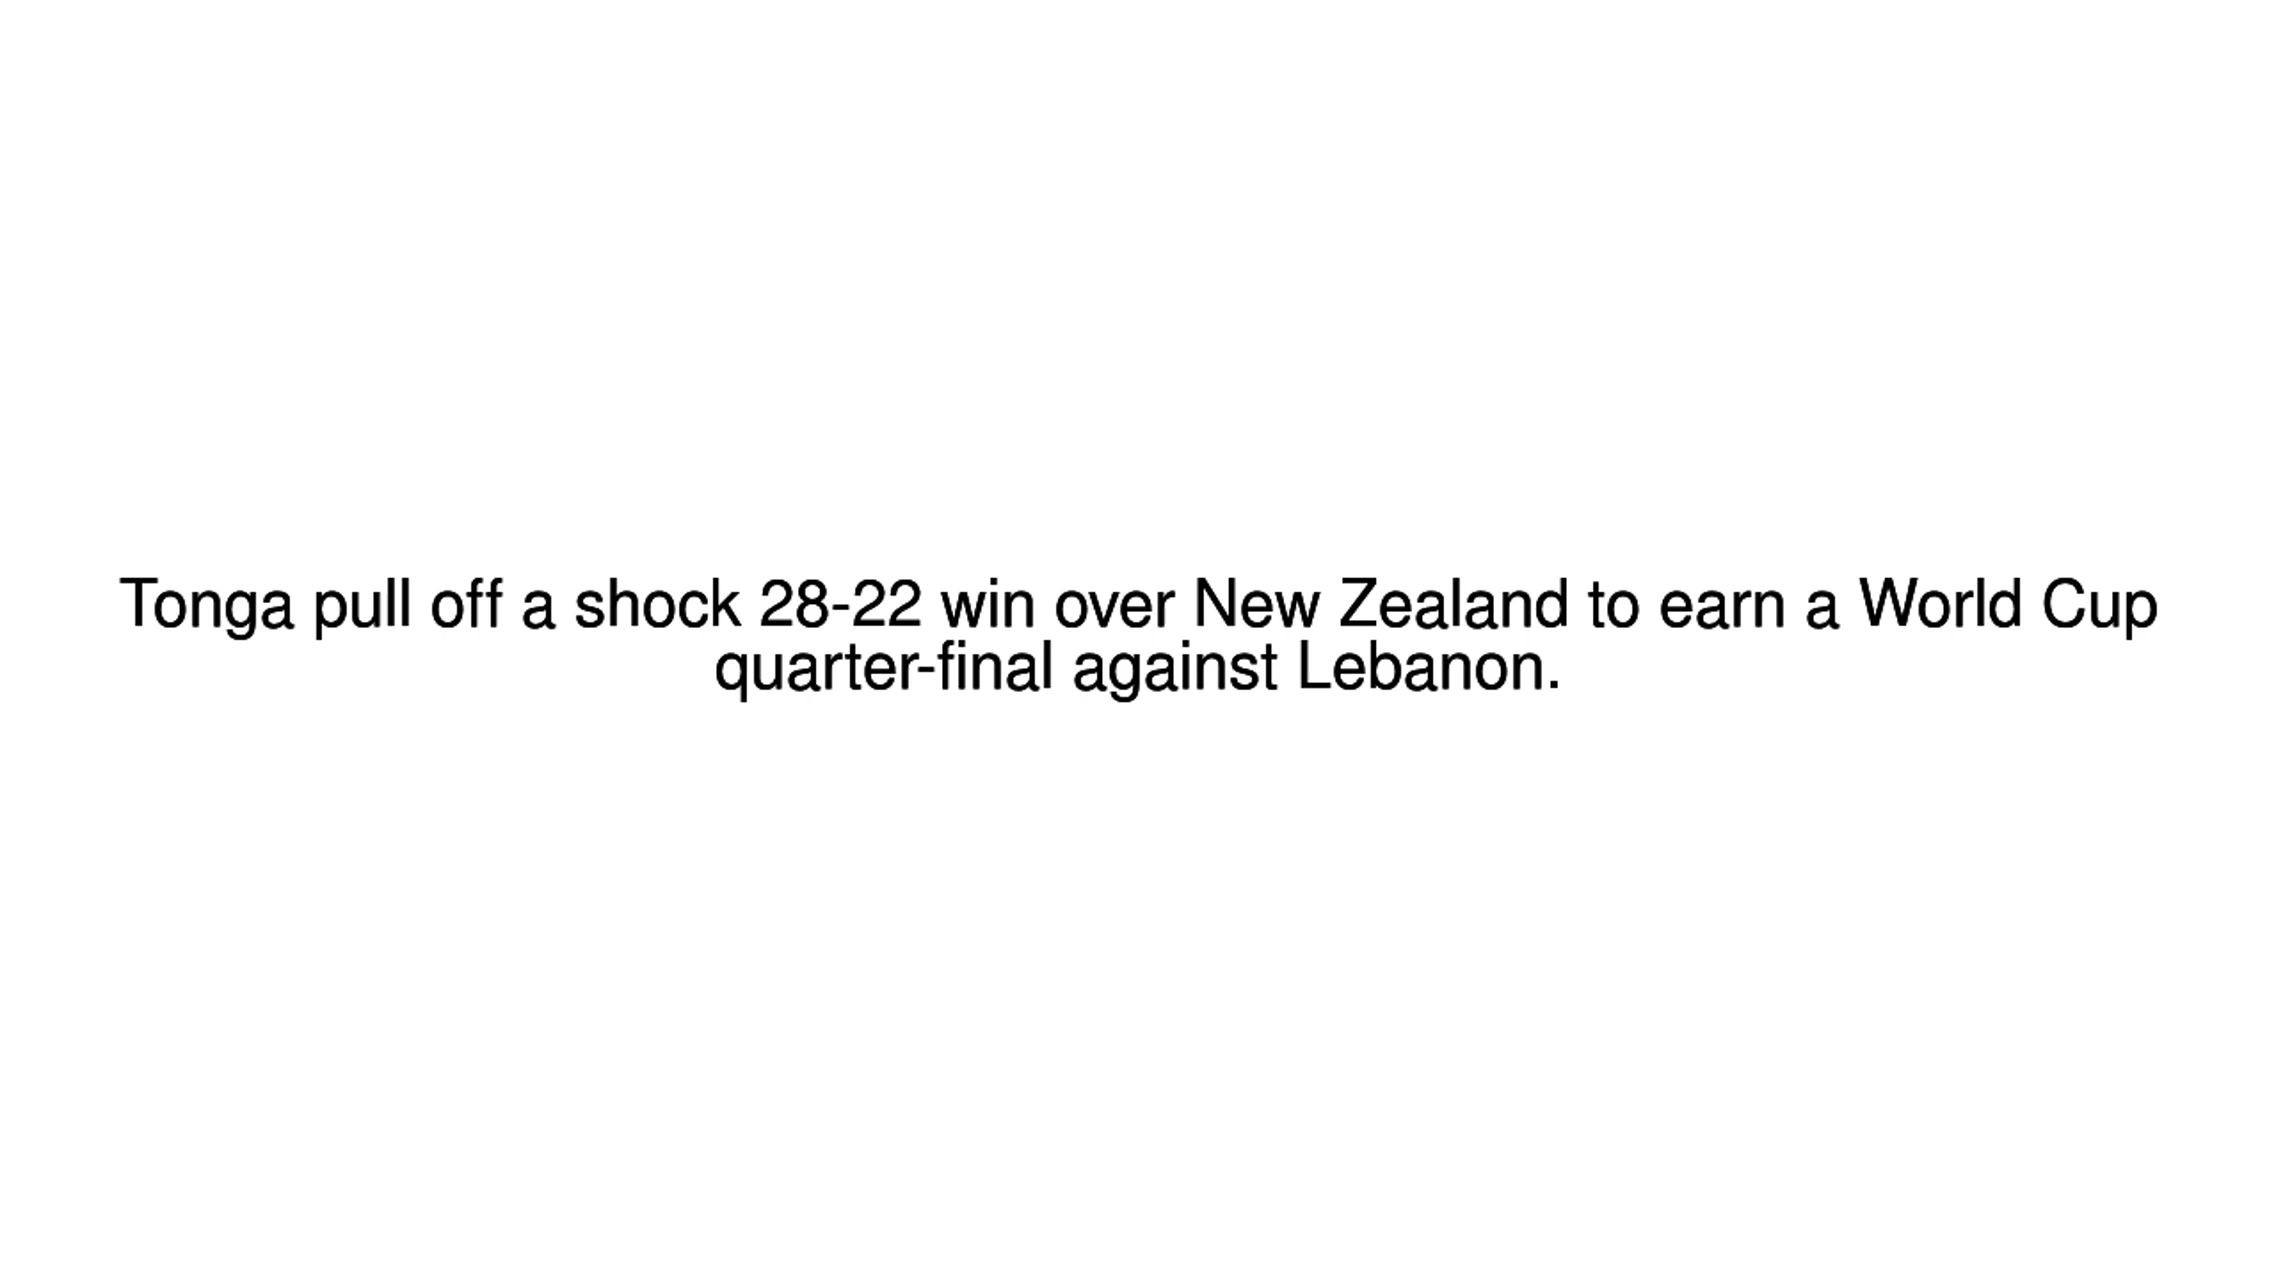 Tonga pull off a shock 28-22 win over New Zealand to earn a World Cup
quarter-final against Lebanon.